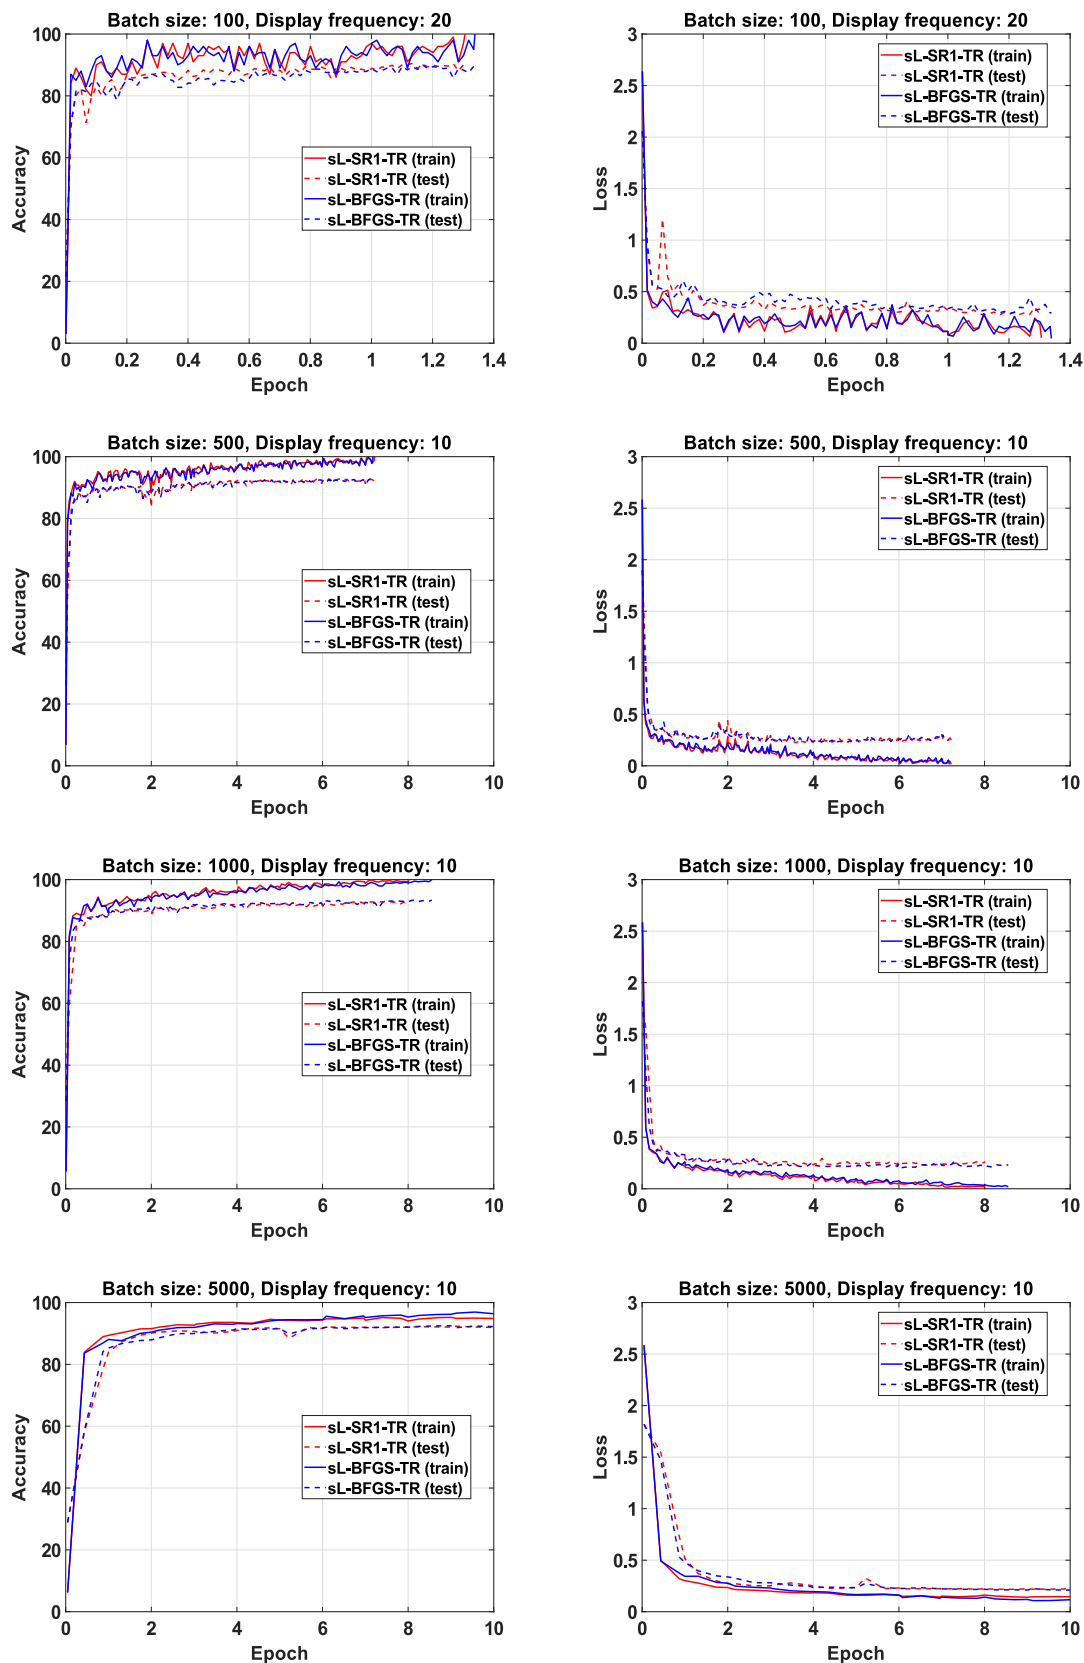 Batch size: 100, Display frequency: 20
100
80
60
40
20
0
Accuracy
sL-SR1-TR (train)
sL-SR1-TR (test)
sL-BFGS-TR (train)
sL-BFGS-TR (test)
0 0.2 0.4 0.6 0.8 1 1.2 1.4
Epoch
Batch size: 100, Display frequency: 20
3
2.5
2
1.5
1
0.5
0
Loss
sL-SR1-TR (train)
sL-SR1-TR (test)
sL-BFGS-TR (train)
sL-BFGS-TR (test)
0 0.2 0.4 0.6 0.8 1 1.2 1.4
Epoch
Batch size: 500, Display frequency: 10
100
80
60
40
20
0
Accuracy
sL-SR1-TR (train)
sL-SR1-TR (test)
sL-BFGS-TR (train)
sL-BFGS-TR (test)
0 2 4 6 8 10
Epoch
Batch size: 500, Display frequency: 10
3
2.5
2
1.5
1
0.5
0
Loss
sL-SR1-TR (train)
sL-SR1-TR (test)
sL-BFGS-TR (train)
sL-BFGS-TR (test)
0 2 4 6 8 10
Epoch
Batch size: 1000, Display frequency: 10
100
80
60
40
20
0
Accuracy
sL-SR1-TR (train)
sL-SR1-TR (test)
sL-BFGS-TR (train)
sL-BFGS-TR (test)
0 2 4 6 8 10
Epoch
Batch size: 1000, Display frequency: 10
3
2.5
2
1.5
1
0.5
0
Loss
sL-SR1-TR (train)
sL-SR1-TR (test)
sL-BFGS-TR (train)
sL-BFGS-TR (test)
0 2 4 6 8 10
Epoch
Batch size: 5000, Display frequency: 10
100
80
60
40
20
0
Accuracy
sL-SR1-TR (train)
sL-SR1-TR (test)
sL-BFGS-TR (train)
sL-BFGS-TR (test)
0 2 4 6 8 10
Epoch
Batch size: 5000, Display frequency: 10
3
2.5
2
1.5
1
0.5
0
Loss
sL-SR1-TR (train)
sL-SR1-TR (test)
sL-BFGS-TR (train)
sL-BFGS-TR (test)
0 2 4 6 8 10
Epoch